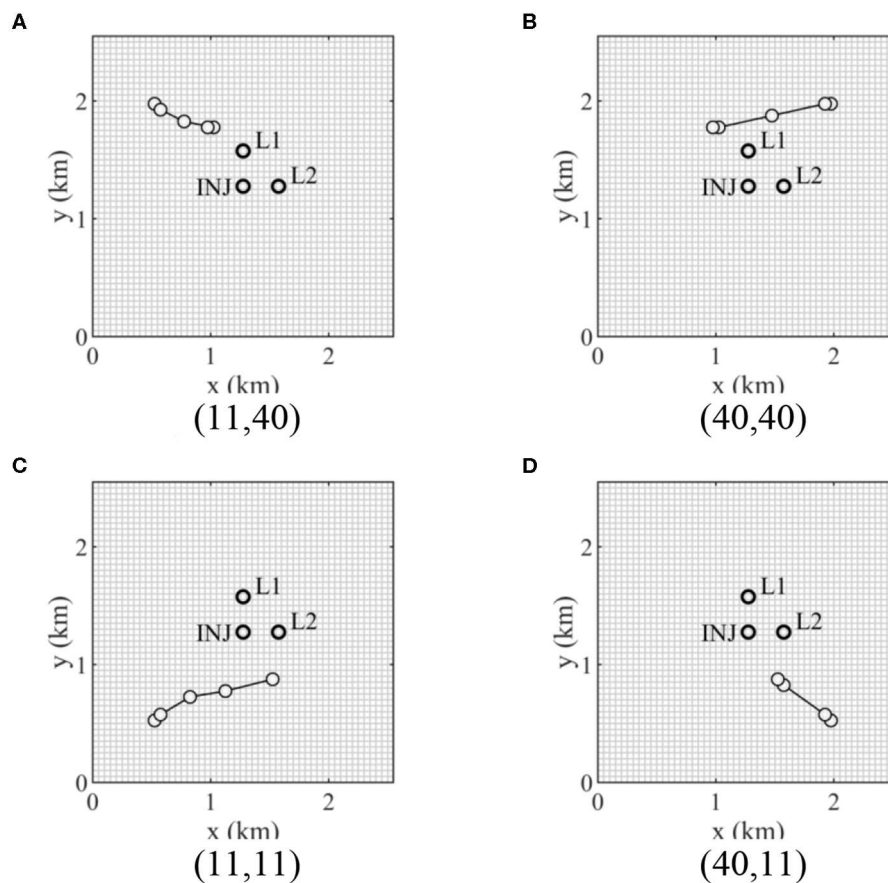 A
2
1
0
y (km)
L1
INJ
L2
0
1
2
x (km)
(11,40)
B
2
1
0
y (km)
L1
INJ
L2
0
1
2
x (km)
(40,40)
C
2
1
0
y (km)
L1
INJ
L2
0
1
2
x (km)
(11,11)
D
2
1
0
y (km)
L1
INJ
L2
0
1
2
x (km)
(40,11)